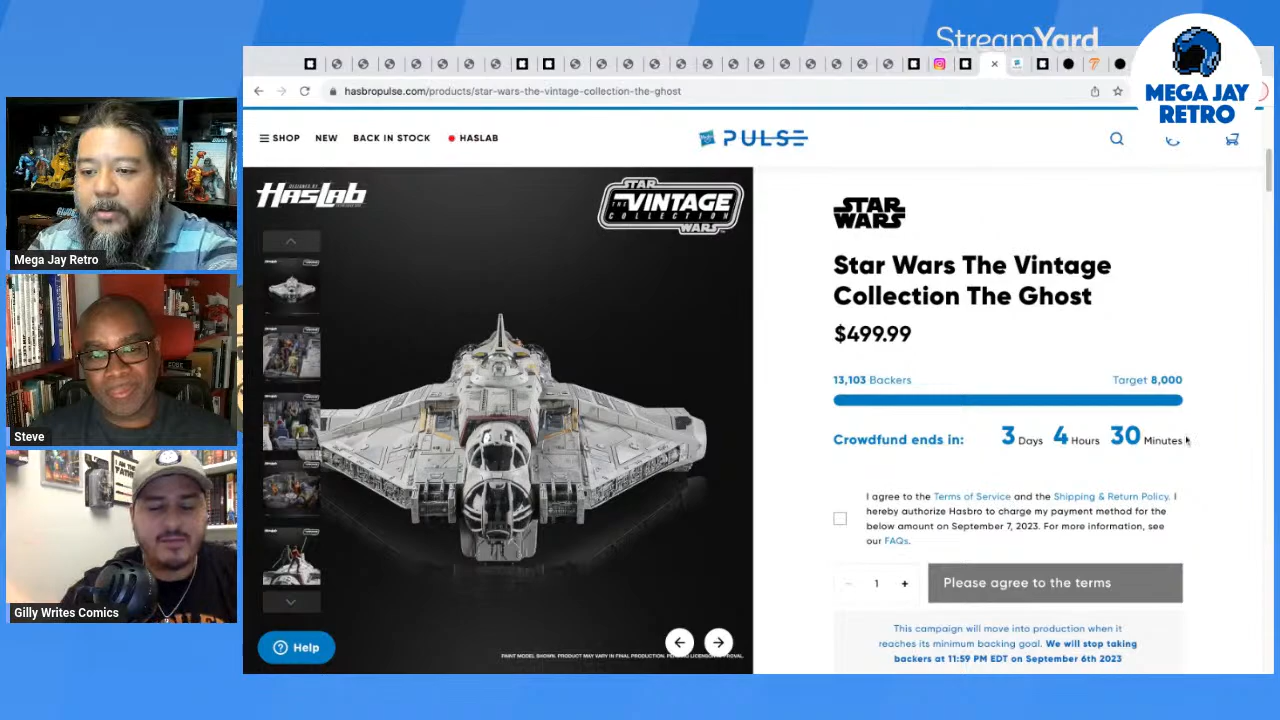 StreamYard
MEGA JAY
RETRO
hasbropulse.com/products/star-wars-the-vintage-collection-the-ghost
SHOP
NEW
BACK IN STOCK
HASLAB
PULSE
HASLAB
STAR
THE VINTAGE
COLLECTION
WARS
STAR
WARS
Star Wars The Vintage
Collection The Ghost
$499.99
13,103 Backers
Target 8,000
Crowdfund ends in:
3 Days 4 Hours 30 Minutes
I agree to the Terms of Service and the Shipping & Return Policy. I
hereby authorize Hasbro to charge my payment method for the
below amount on September 7, 2023. For more information, see
our FAQs.
1
Please agree to the terms
This campaign will move into production when it
reaches its minimum backing goal. We will stop taking
backers at 11:59 PM EDT on September 6th 2023
Help
Mega Jay Retro
Steve
Gilly Writes Comics